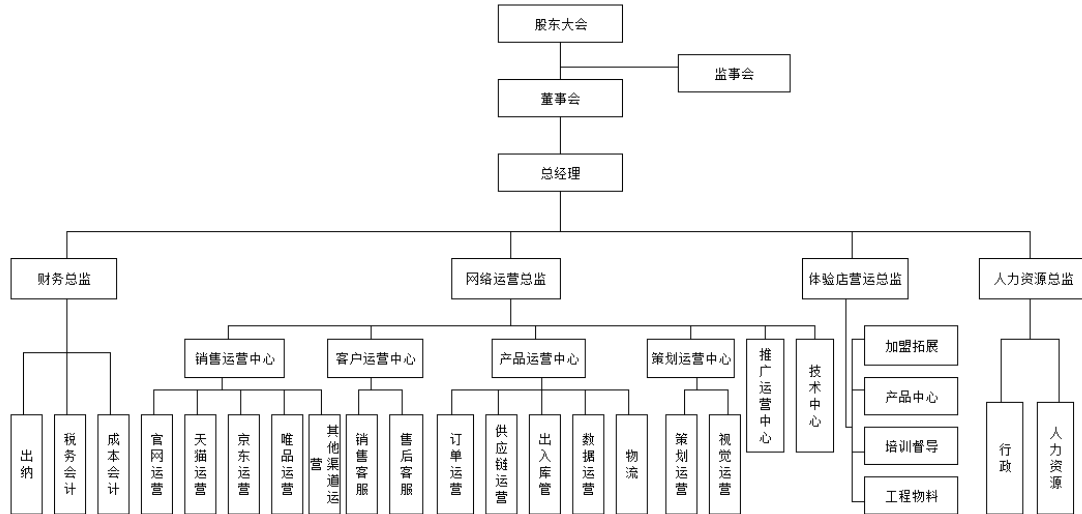 股东大会
监事会
董事会
总经理
财务总监
网络运营总监
体验店营运总监
人力资源总监
销售运营中心
客户运营中心
产品运营中心
策划运营中心
推广运营中心
技术中心
加盟拓展
产品中心
培训督导
工程物料
出纳
税务会计
成本会计
官网运营
天猫运营
京东运营
唯品运营
其他渠道运营
销售客服
售后客服
订单运营
供应链运营
出入库管
数据运营
物流
策划运营
视觉运营
行政
人力资源